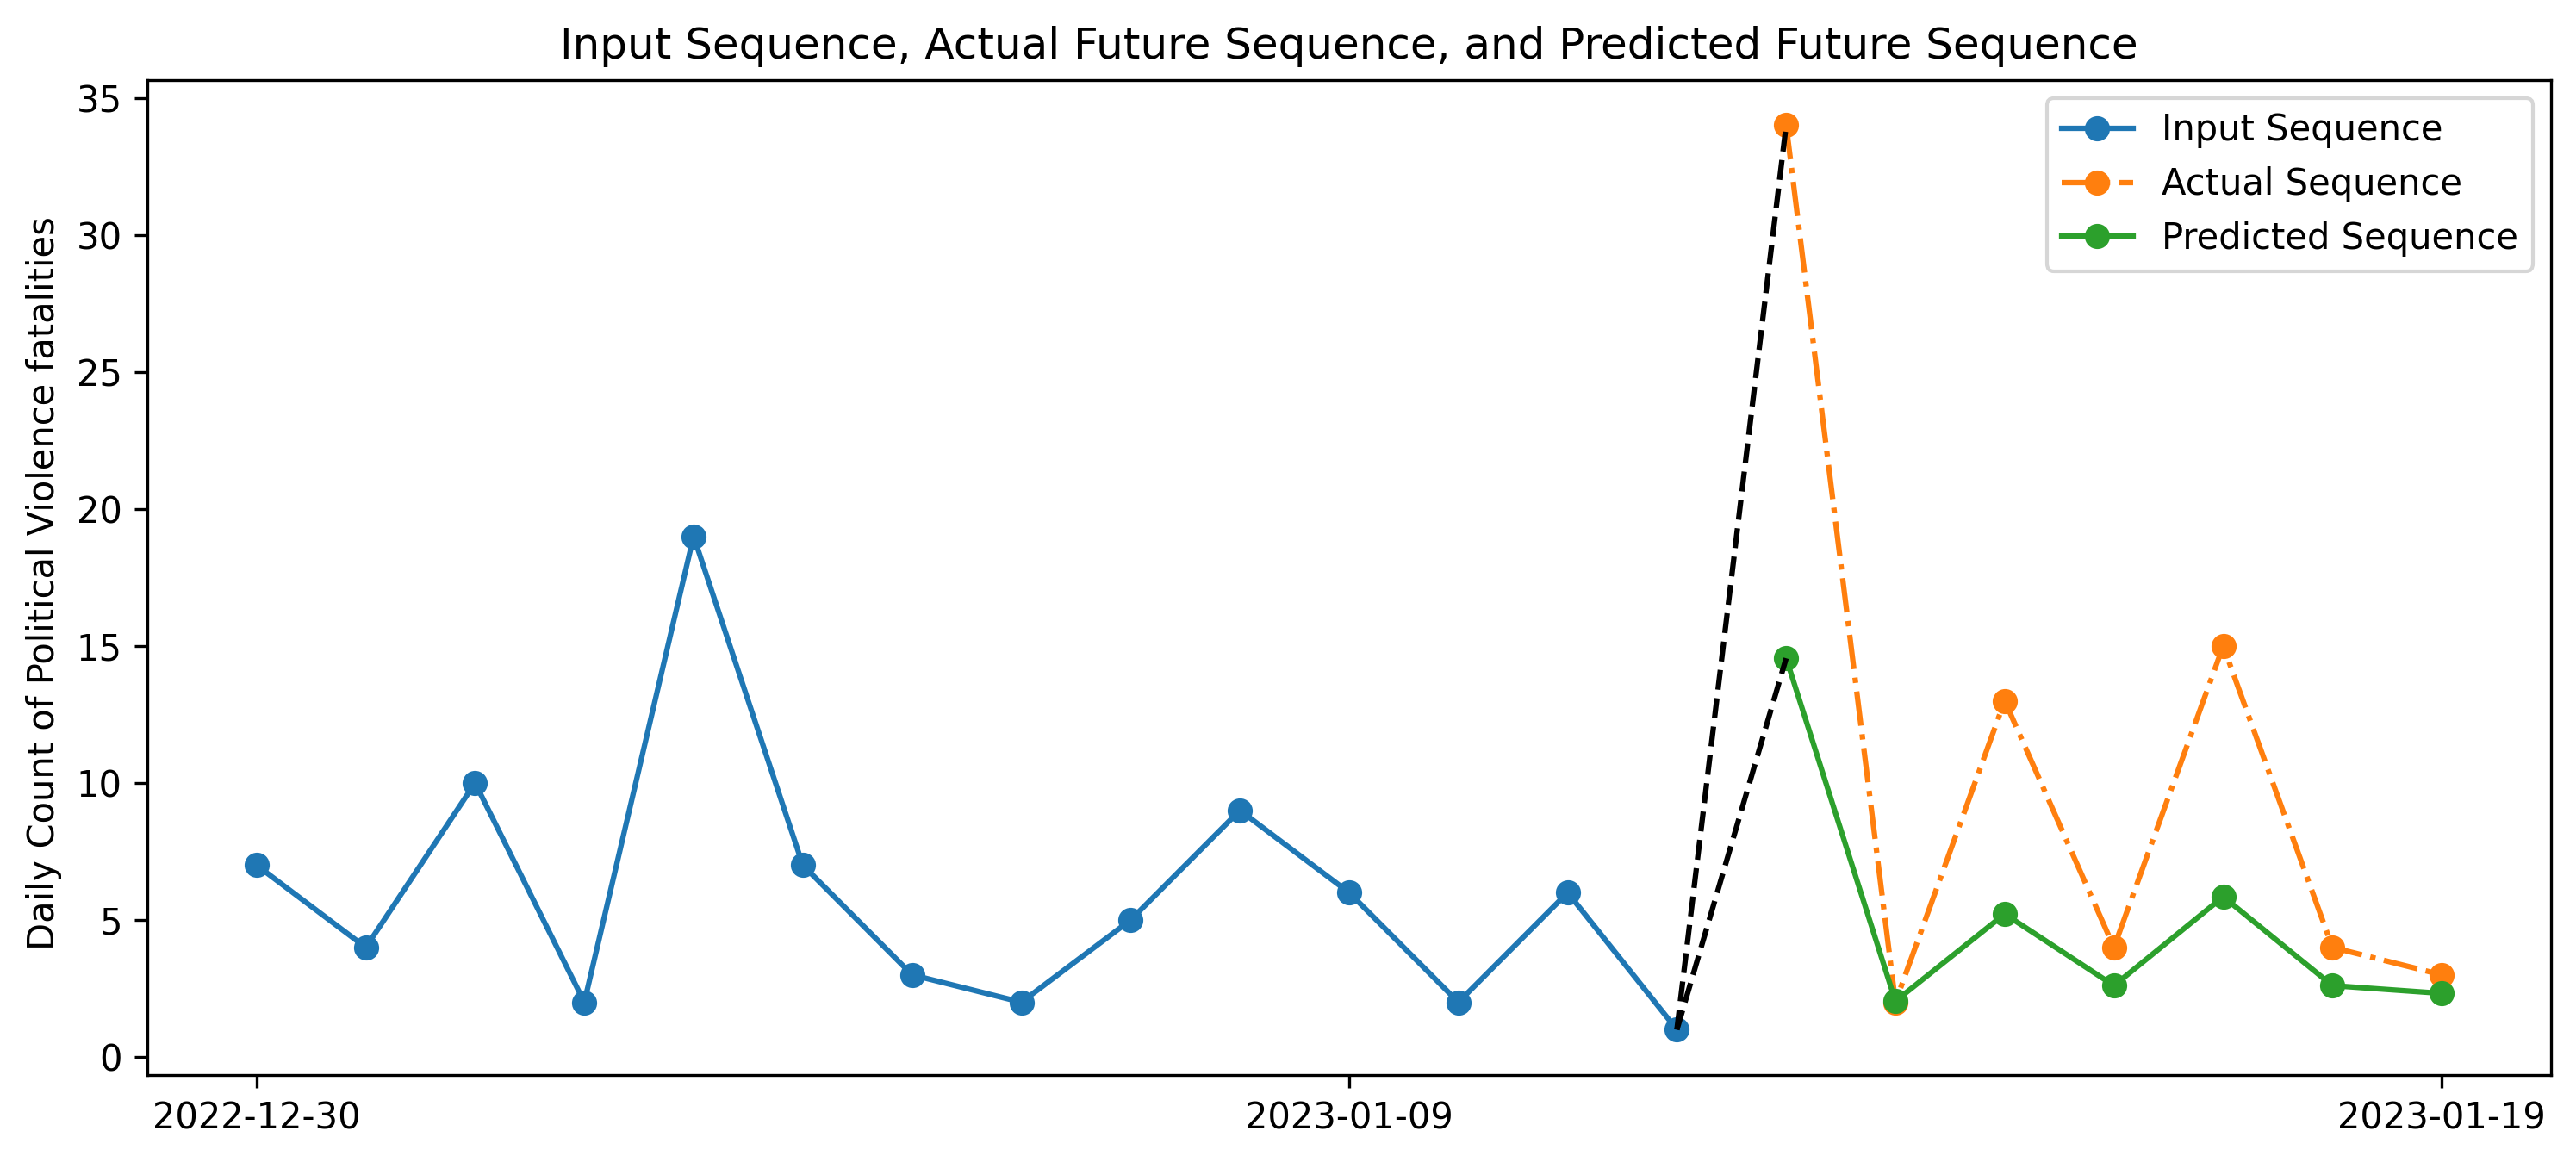 Input Sequence, Actual Future Sequence, and Predicted Future Sequence
Daily Count of Political Violence fatalities
35
30
25
20
15
10
5
0
Input Sequence
Actual Sequence
Predicted Sequence
2022-12-30
2023-01-09
2023-01-19